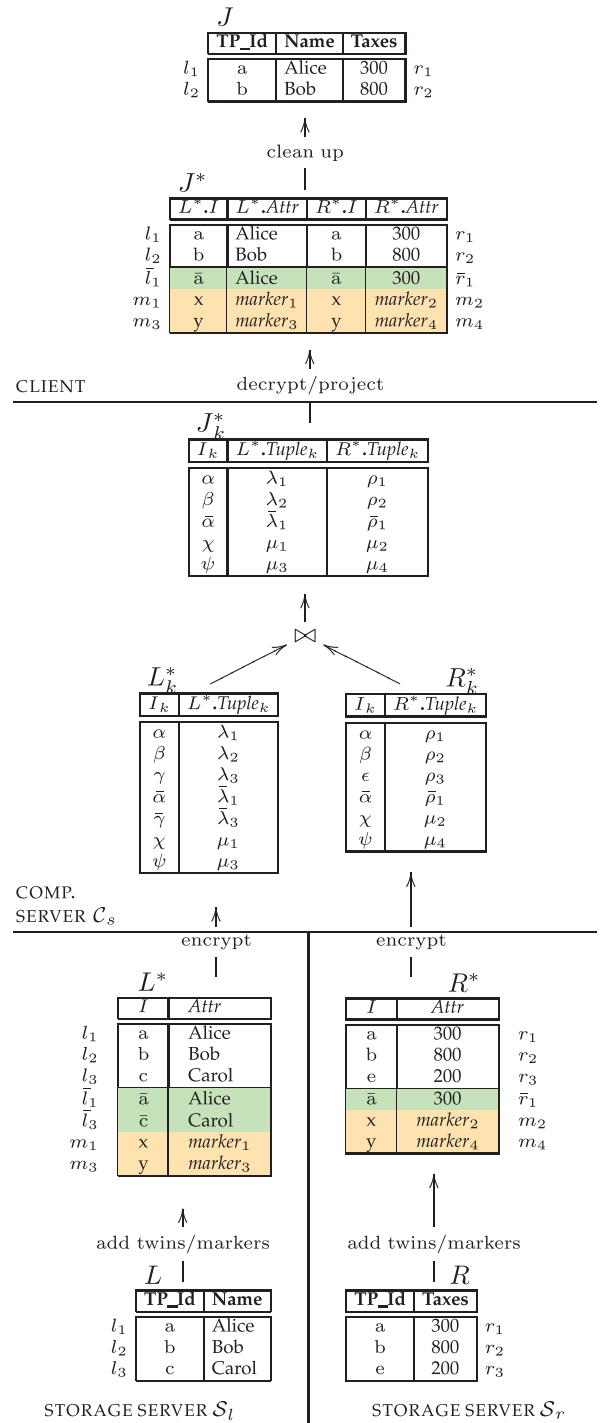 J
TP_Id Name Taxes
l₁ a Alice 300 r₁
l₂ b Bob 800 r₂
clean up
J*
L*.I L*.Attr R*.I R*.Attr
l₁ a Alice a 300 r₁
l₂ b Bob b 800 r₂
l̄₁ ā Alice ā 300 r̄₁
m₁ x marker₁ x marker₂ m₂
m₃ y marker₃ y marker₄ m₄
CLIENT decrypt/project
J*ₖ
Iₖ L*.Tupleₖ R*.Tupleₖ
α λ₁ ρ₁
β λ₂ ρ₂
ᾱ λ̄₁ ρ̄₁
χ μ₁ μ₂
ψ μ₃ μ₄
⋈
L*ₖ R*ₖ
Iₖ L*.Tupleₖ Iₖ R*.Tupleₖ
α λ₁ α ρ₁
β λ₂ β ρ₂
γ λ₃ ϵ ρ₃
ᾱ λ̄₁ ᾱ ρ̄₁
γ̄ λ̄₃ χ μ₂
χ μ₁ ψ μ₄
ψ μ₃
COMP.
SERVER 𝒞ₛ
encrypt encrypt
L* R*
I Attr I Attr
l₁ a Alice a 300 r₁
l₂ b Bob b 800 r₂
l₃ c Carol e 200 r₃
l̄₁ ā Alice ā 300 r̄₁
l̄₃ c̄ Carol x marker₂ m₂
m₁ x marker₁ y marker₄ m₄
m₃ y marker₃
add twins/markers add twins/markers
L R
TP_Id Name TP_Id Taxes
l₁ a Alice a 300 r₁
l₂ b Bob b 800 r₂
l₃ c Carol e 200 r₃
STORAGE SERVER 𝒮ₗ STORAGE SERVER 𝒮ᵣ